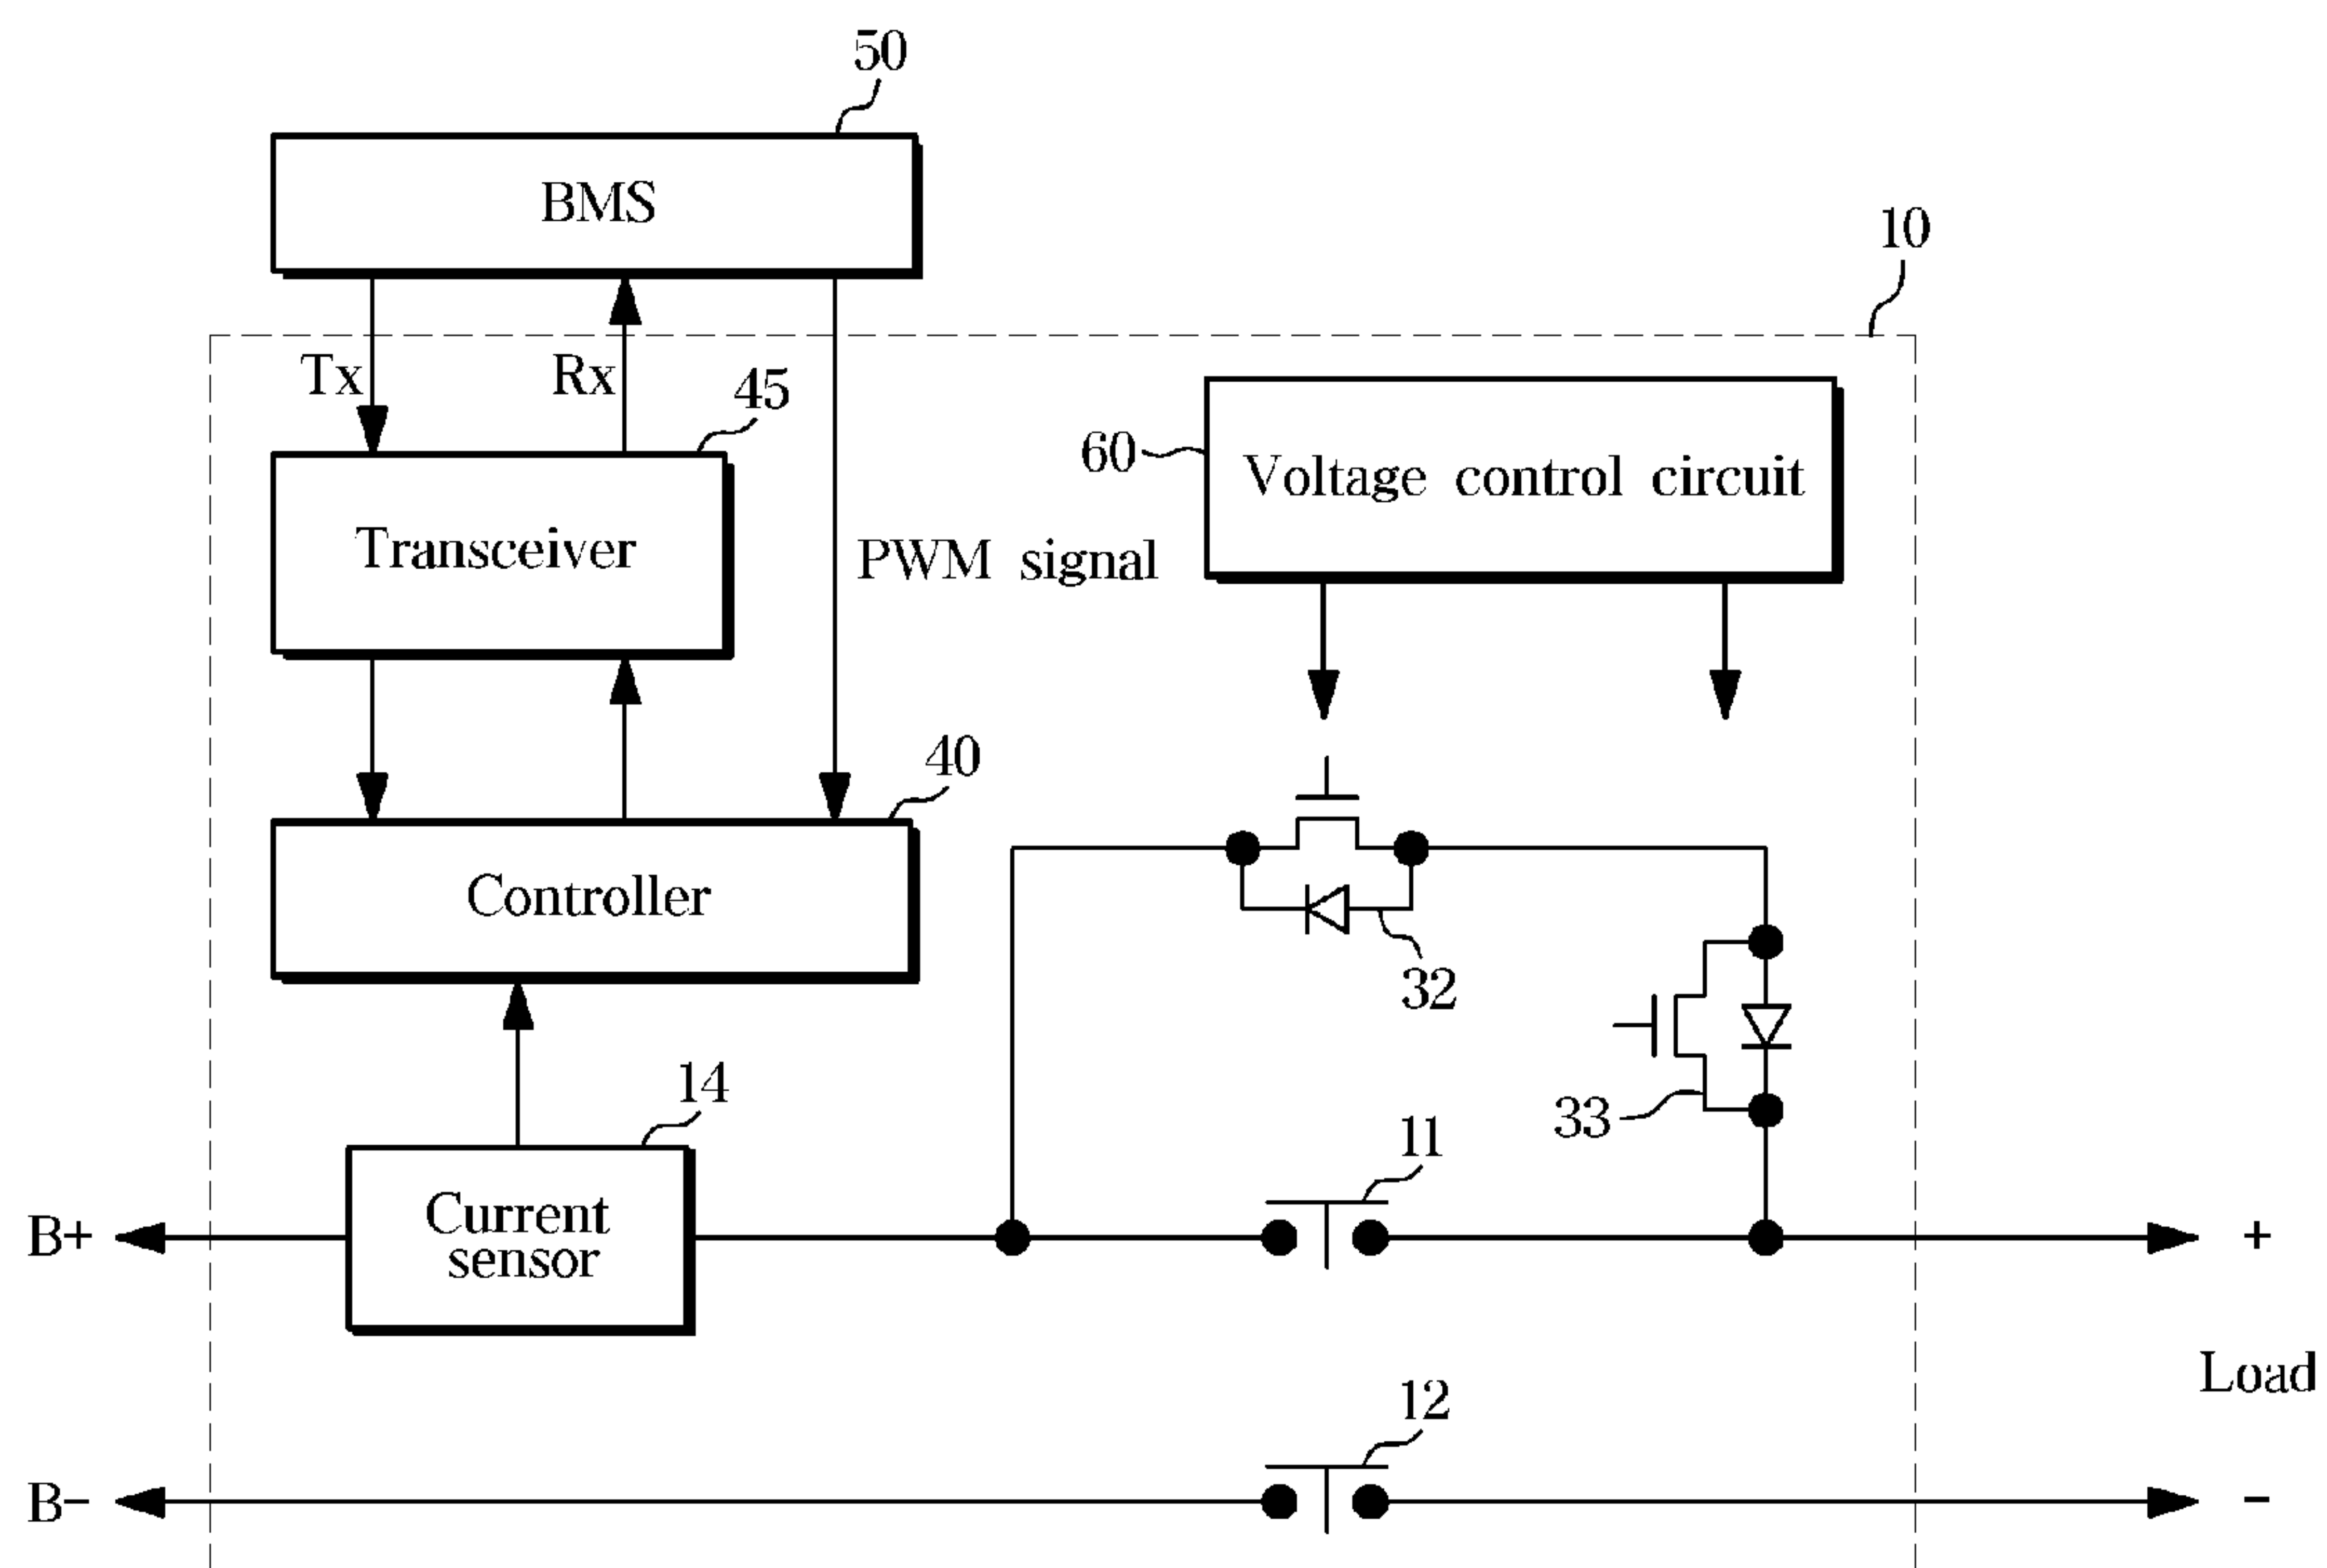 50
BMS
10
Tx
Rx
45
60
Voltage control circuit
Transceiver
PWM signal
40
Controller
32
14
33
11
B+
Current
sensor
+
Load
12
B-
-